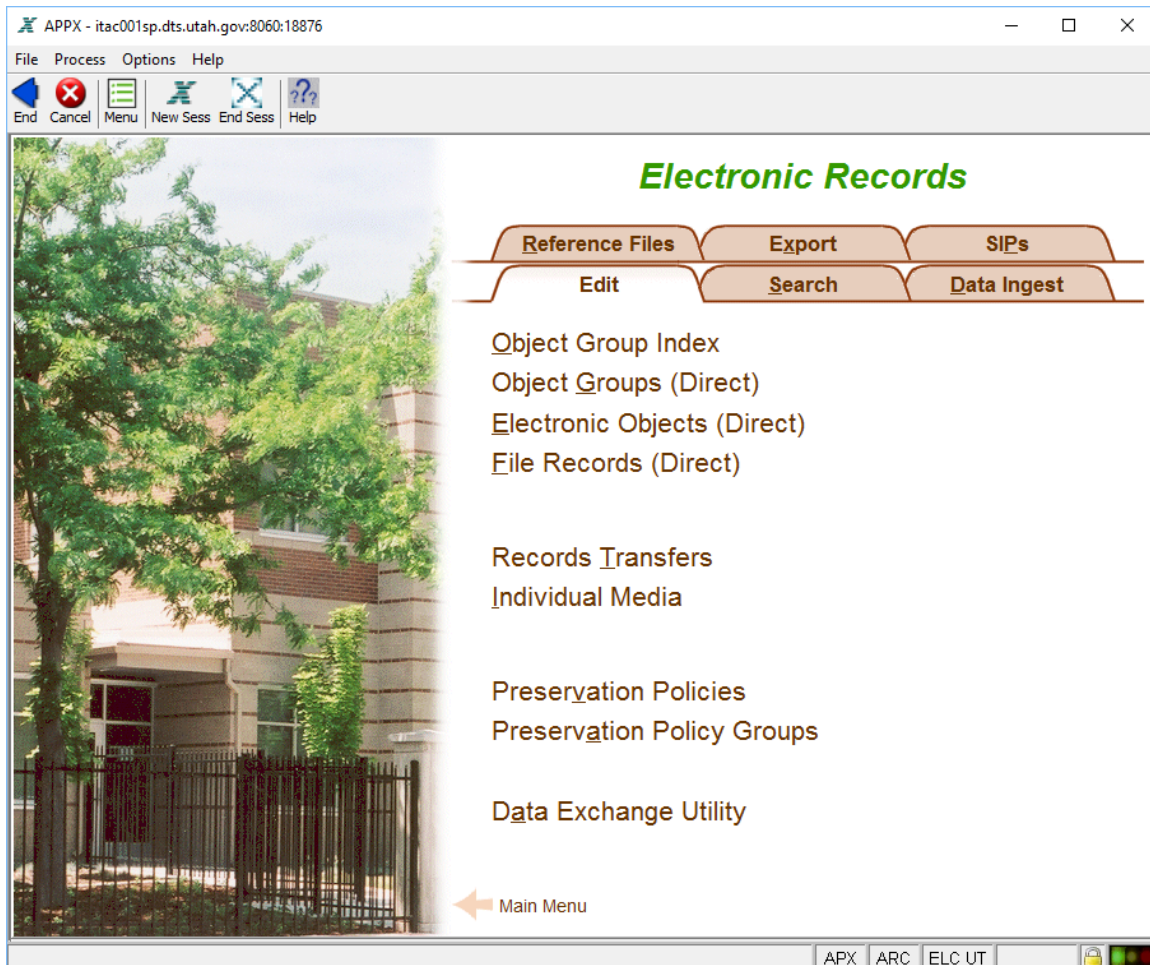 APPX - itac001sp.dts.utah.gov:8060:18876
File Process Options Help
End Cancel Menu New Sess End Sess Help
Electronic Records
Reference Files Export SIPs
Edit Search Data Ingest
Object Group Index
Object Groups (Direct)
Electronic Objects (Direct)
File Records (Direct)
Records Transfers
Individual Media
Preservation Policies
Preservation Policy Groups
Data Exchange Utility
Main Menu
APX ARC ELC UT